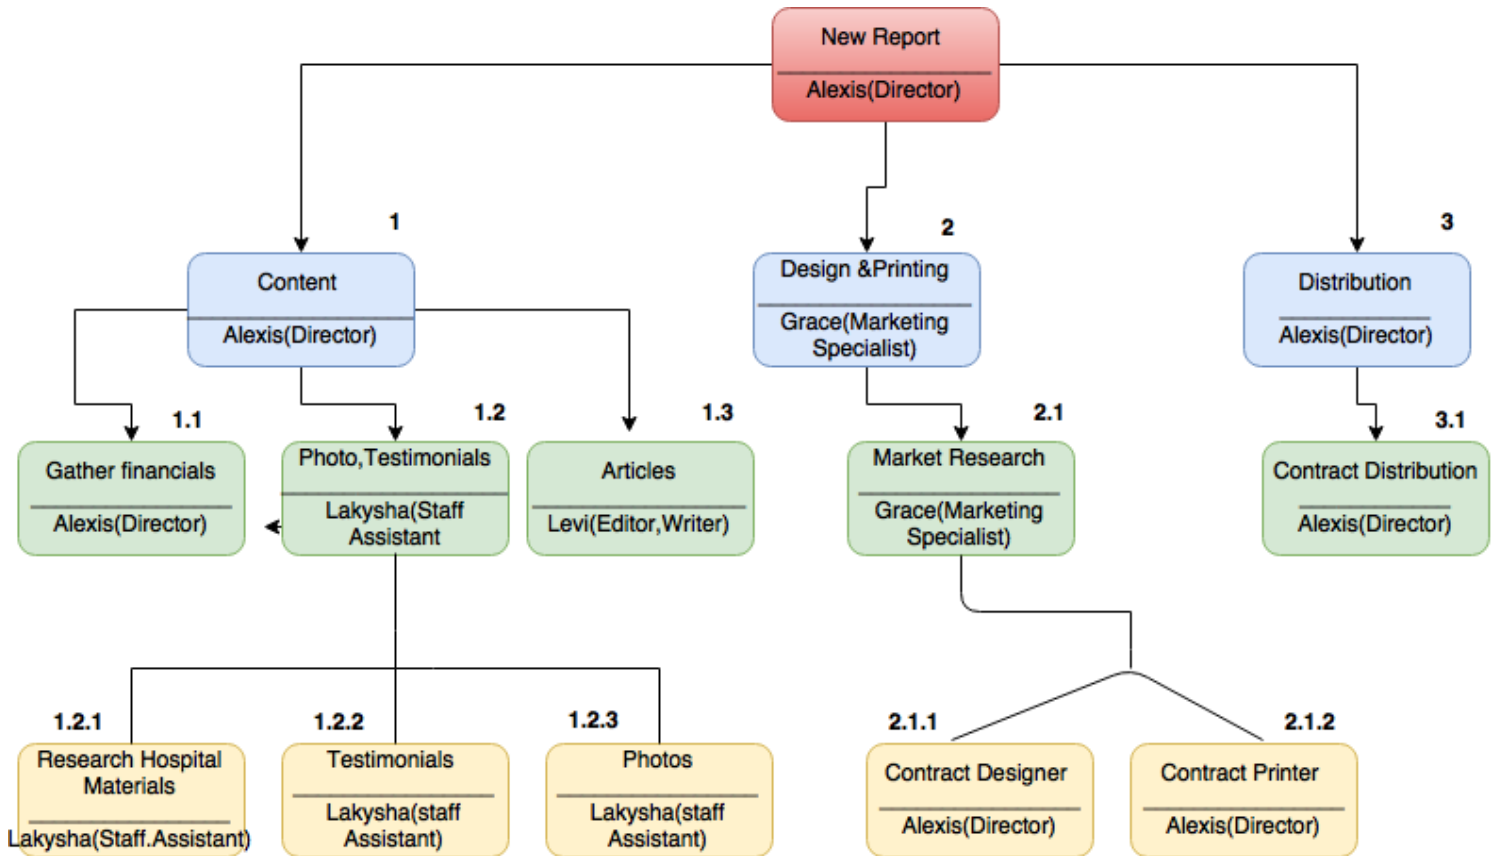 New Report
Alexis(Director)
1
2
3
Content
Alexis(Director)
Design &Printing
Grace(Marketing
Specialist)
Distribution
Alexis(Director)
1.1
1.2
1.3
2.1
3.1
Gather financials
Alexis(Director)
Photo,Testimonials
Lakysha(Staff
Assistant
Articles
Levi(Editor,Writer)
Market Research
Grace(Marketing
Specialist)
Contract Distribution
Alexis(Director)
1.2.1
1.2.2
1.2.3
2.1.1
2.1.2
Research Hospital
Materials
Lakysha(Staff.Assistant)
Testimonials
Lakysha(staff
Assistant)
Photos
Lakysha(staff
Assistant)
Contract Designer
Alexis(Director)
Contract Printer
Alexis(Director)